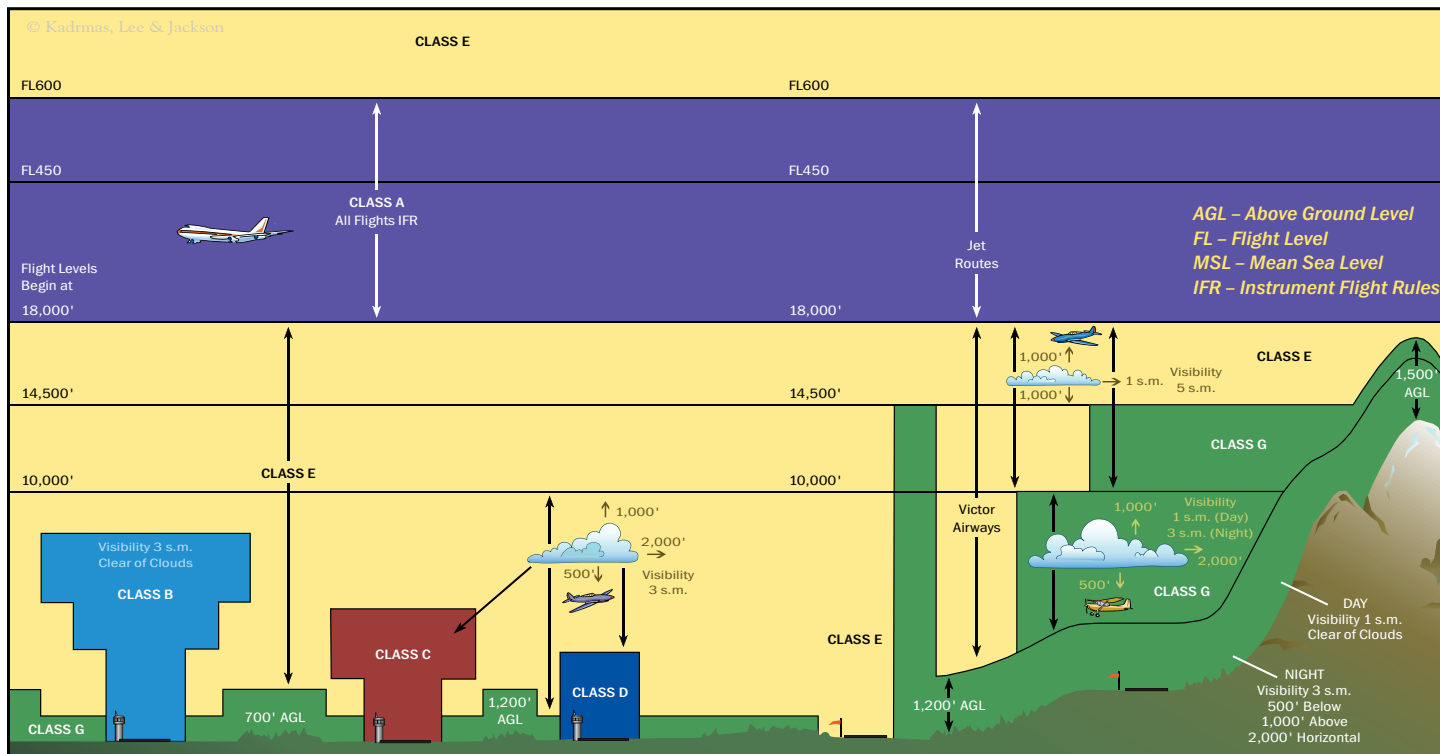 © Kadrmas, Lee & Jackson
CLASS E
FL600
FL600
FL450
FL450
CLASS A
All Flights IFR
AGL – Above Ground Level
FL – Flight Level
MSL – Mean Sea Level
IFR – Instrument Flight Rules
Jet
Routes
Flight Levels
Begin at
18,000'
18,000'
1,000'
1 s.m.
Visibility
5 s.m.
1,000'
CLASS E
1,500'
AGL
14,500'
14,500'
CLASS G
CLASS E
10,000'
10,000'
Victor
Airways
1,000'
2,000'
500'
Visibility
3 s.m.
1,000'
Visibility
1 s.m. (Day)
3 s.m. (Night)
2,000'
500'
CLASS G
Visibility 3 s.m.
Clear of Clouds
CLASS B
CLASS C
CLASS E
DAY
Visibility 1 s.m.
Clear of Clouds
CLASS D
CLASS G
700' AGL
1,200'
AGL
1,200' AGL
NIGHT
Visibility 3 s.m.
500' Below
1,000' Above
2,000' Horizontal